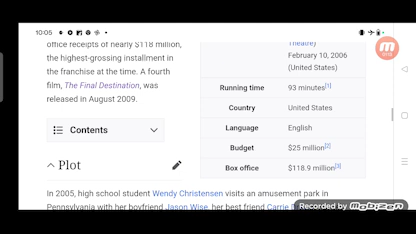 10:05
office receipts of nearly $118 million,
the highest-grossing installment in
the franchise at the time. A fourth
film, The Final Destination, was
released in August 2009.
Contents
Plot
In 2005, high school student Wendy Christensen visits an amusement park in
Pennsylvania with her boyfriend Jason Wise, her best friend Carrie
Theatre)
February 10, 2006
(United States)
Running time 93 minutes[1]
Country United States
Language English
Budget $25 million[2]
Box office $118.9 million[3]
Recorded by
mobizen